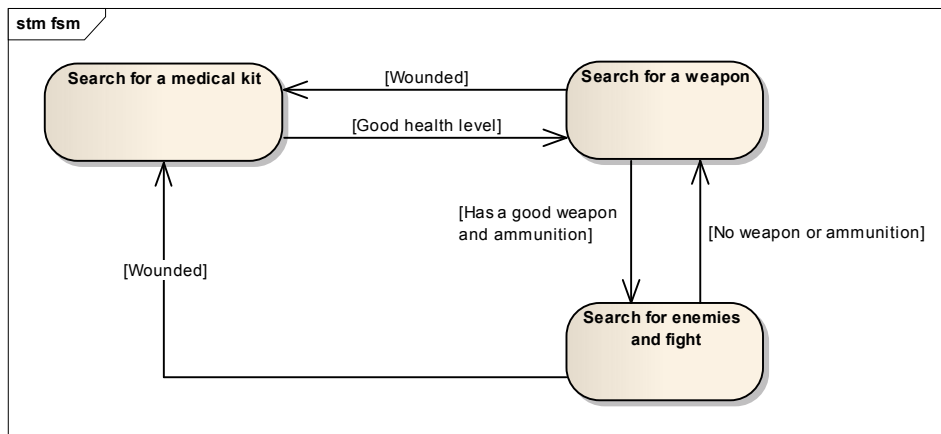 stm fsm
Search for a medical kit
[Wounded]
Search for a weapon
[Good health level]
[Has a good weapon
and ammunition]
[No weapon or ammunition]
[Wounded]
Search for enemies
and fight